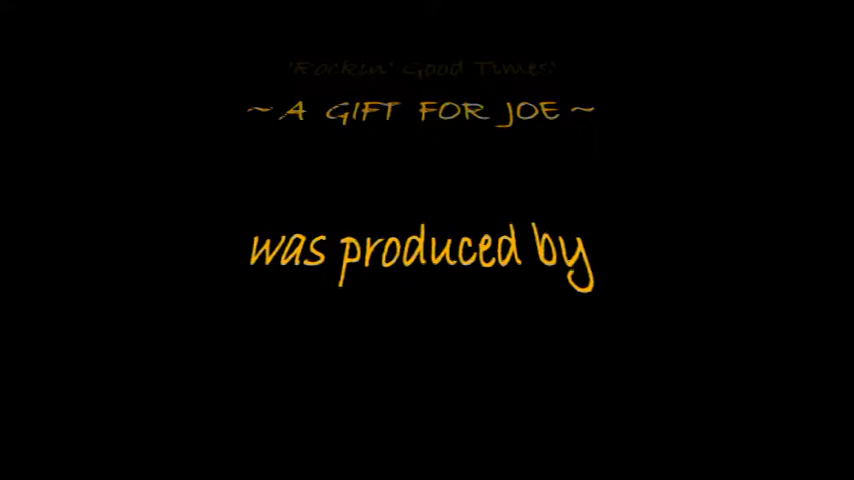 'Rockin' Good Times'
~ A GIFT FOR JOE ~
was produced by